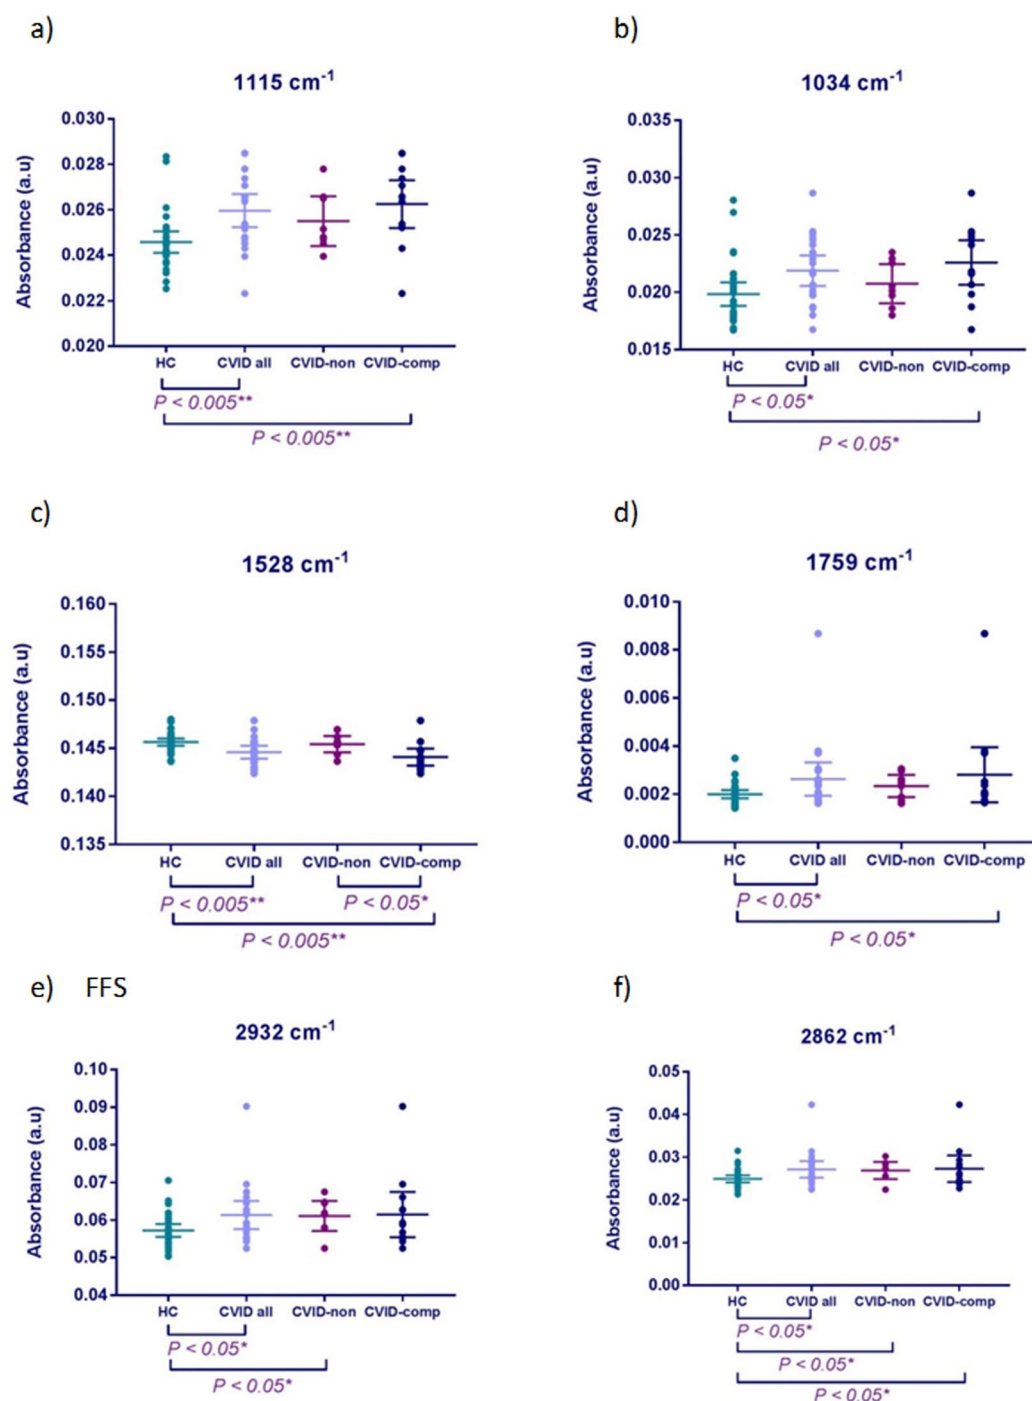 a)
1115 cm-1
Absorbance (a.u)
0.030
0.028
0.026
0.024
0.022
0.020
HC CVID all CVID-non CVID-comp
P < 0.005**
P < 0.005**
b)
1034 cm-1
Absorbance (a.u)
0.035
0.030
0.025
0.020
0.015
HC CVID all CVID-non CVID-comp
P < 0.05*
P < 0.05*
c)
1528 cm-1
Absorbance (a.u)
0.160
0.155
0.150
0.145
0.140
0.135
HC CVID all CVID-non CVID-comp
P < 0.005** P < 0.05*
P < 0.005**
d)
1759 cm-1
Absorbance (a.u)
0.010
0.008
0.006
0.004
0.002
0.000
HC CVID all CVID-non CVID-comp
P < 0.05*
P < 0.05*
e) FFS
2932 cm-1
Absorbance (a.u)
0.10
0.09
0.08
0.07
0.06
0.05
0.04
HC CVID all CVID-non CVID-comp
P < 0.05*
P < 0.05*
f)
2862 cm-1
Absorbance (a.u)
0.05
0.04
0.03
0.02
0.01
0.00
HC CVID all CVID-non CVID-comp
P < 0.05*
P < 0.05*
P < 0.05*